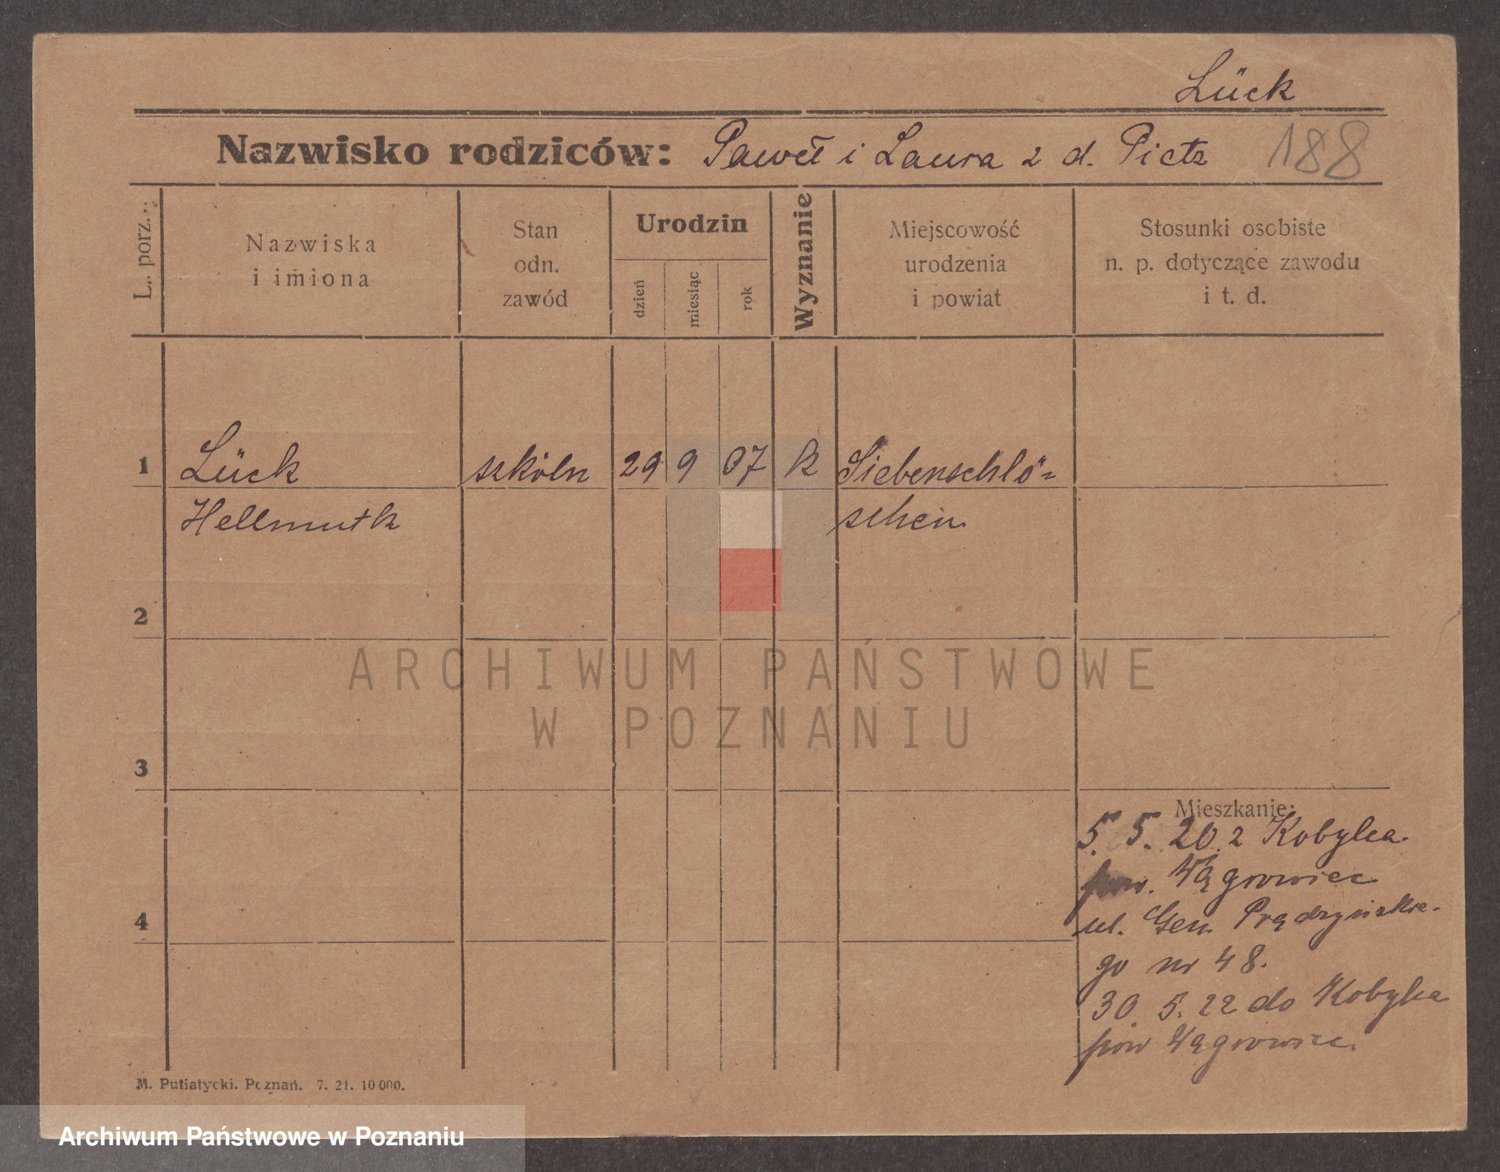 Lück
Nazwisko rodziców: Paweł i Laura z d. Pietz 188
L. porz.
Nazwiska
i imiona
Stan
odn.
zawód
Urodzin
dzień
miesiąc
rok
Wyznanie
Miejscowość
urodzenia
i powiat
Stosunki osobiste
n. p. dotyczące zawodu
i t. d.
1 Lück szkóln 29 9 07 k Siebenschlö=
Hellmuth schen
2
3
4
Mieszkanie:
5. 5. 20 z Kobylca
pow. Wągrowiec
ul. Gen. Prądzyńskie-
go nr 48.
30. 5. 22 do Kobylca
pow Wągrowiec.
M. Putiatycki. Poznań. 7. 21. 10 000.
ARCHIWUM PAŃSTWOWE
W POZNANIU
Archiwum Państwowe w Poznaniu